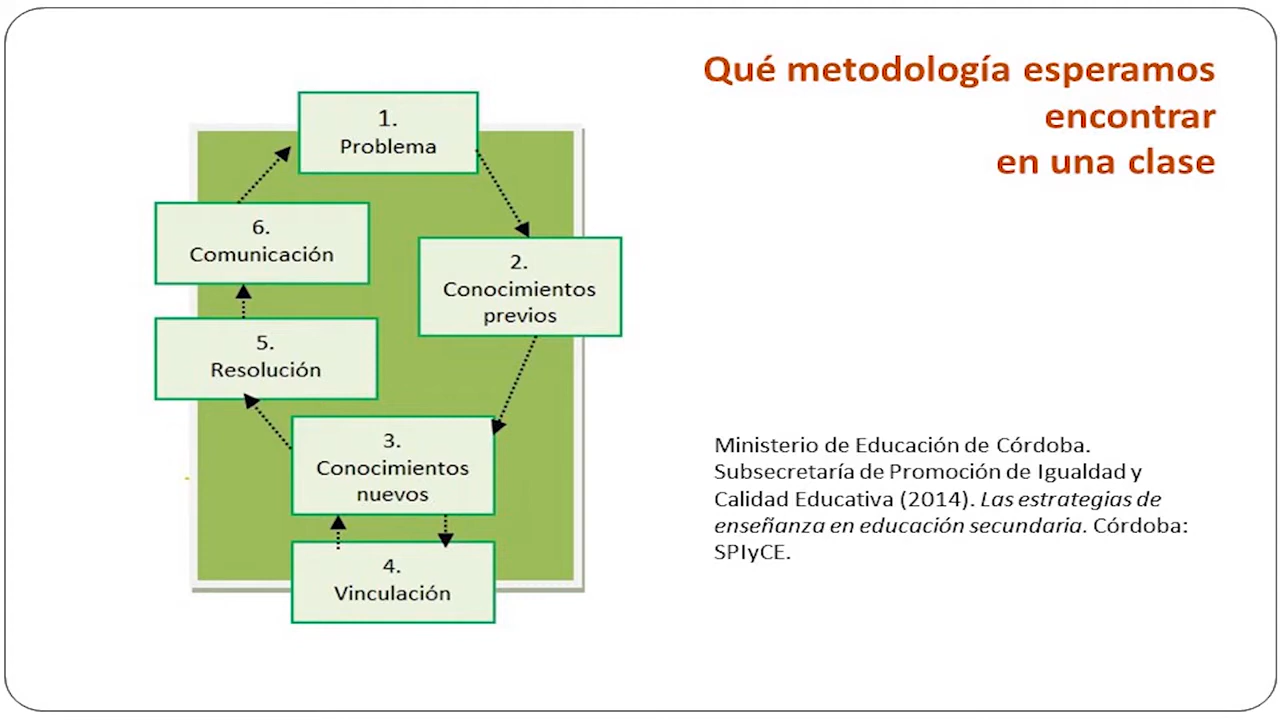 Qué metodología esperamos
encontrar
en una clase
1.
Problema
2.
Conocimientos
previos
3.
Conocimientos
nuevos
4.
Vinculación
5.
Resolución
6.
Comunicación
Ministerio de Educación de Córdoba.
Subsecretaría de Promoción de Igualdad y
Calidad Educativa (2014). Las estrategias de
enseñanza en educación secundaria. Córdoba:
SPIyCE.